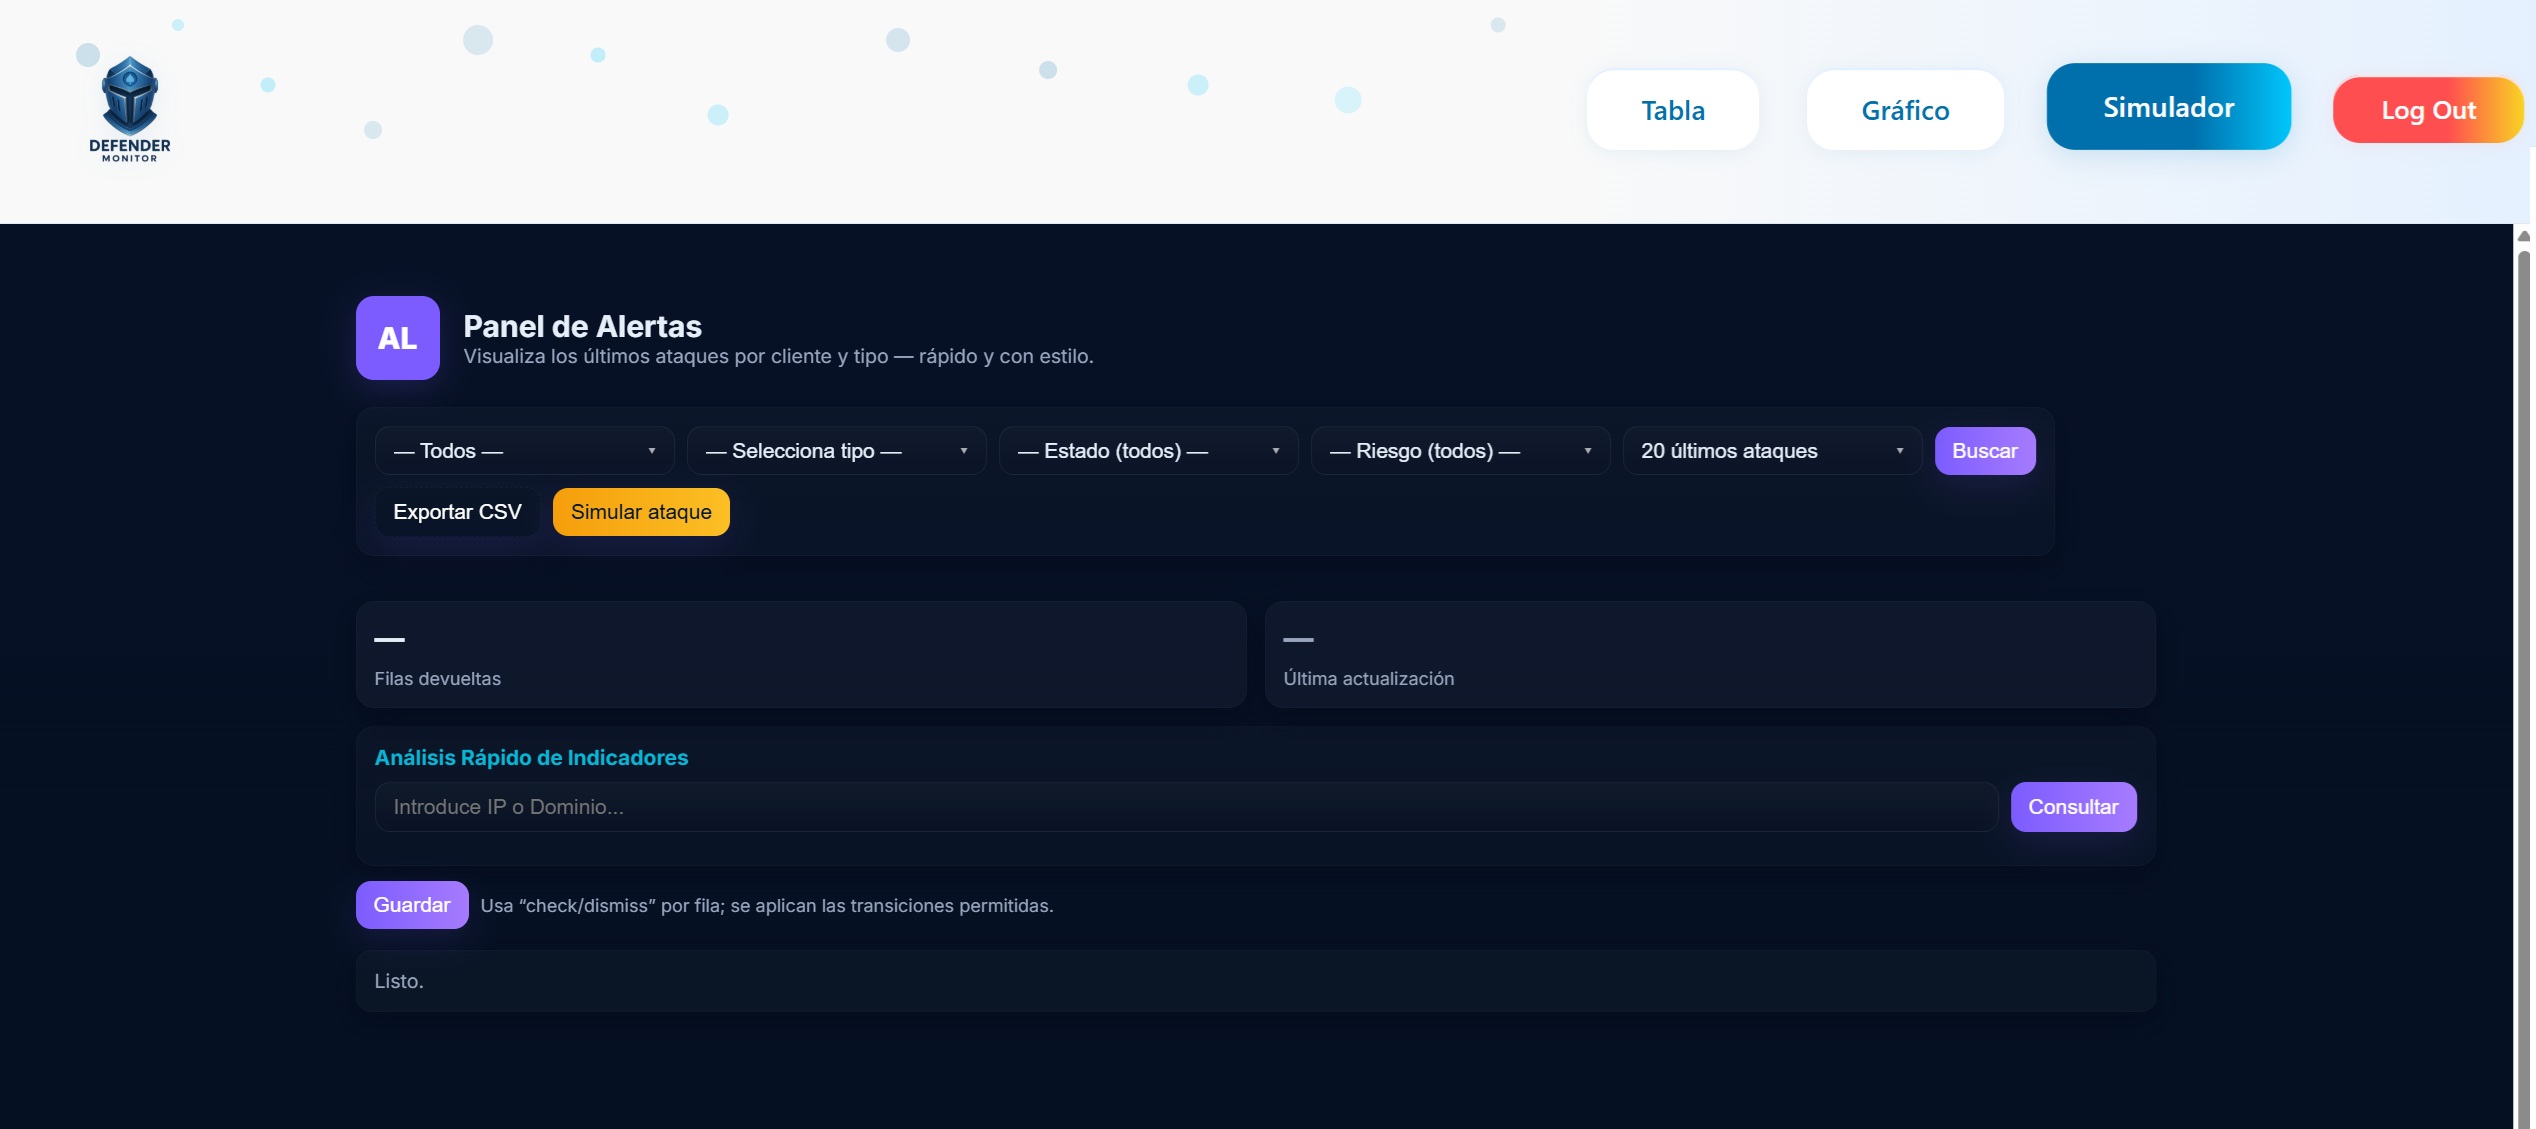 DEFENDER
MONITOR
Tabla
Gráfico
Simulador
Log Out
AL
Panel de Alertas
Visualiza los últimos ataques por cliente y tipo — rápido y con estilo.
— Todos —
— Selecciona tipo —
— Estado (todos) —
— Riesgo (todos) —
20 últimos ataques
Buscar
Exportar CSV
Simular ataque
—
Filas devueltas
—
Última actualización
Análisis Rápido de Indicadores
Introduce IP o Dominio...
Consultar
Guardar
Usa “check/dismiss” por fila; se aplican las transiciones permitidas.
Listo.